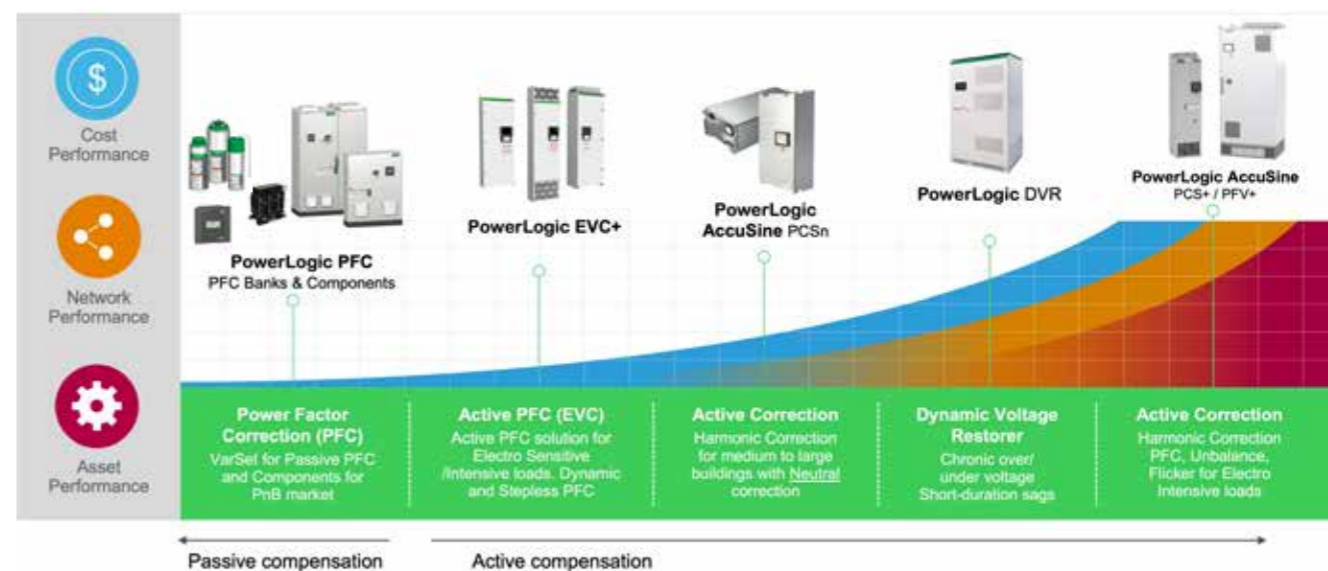 $
Cost
Performance
Network
Performance
Asset
Performance
PowerLogic PFC
PFC Banks & Components
PowerLogic EVC+
PowerLogic
AccuSine PCSn
PowerLogic DVR
PowerLogic AccuSine
PCS+ / PFV+
Power Factor
Correction (PFC)
VarSet for Passive PFC
and Components for
PnB market
Active PFC (EVC)
Active PFC solution for
Electro Sensitive
/Intensive loads. Dynamic
and Stepless PFC
Active Correction
Harmonic Correction
for medium to large
buildings with Neutral
correction
Dynamic Voltage
Restorer
Chronic over/
under voltage
Short-duration sags
Active Correction
Harmonic Correction
PFC, Unbalance,
Flicker for Electro
Intensive loads
Passive compensation
Active compensation